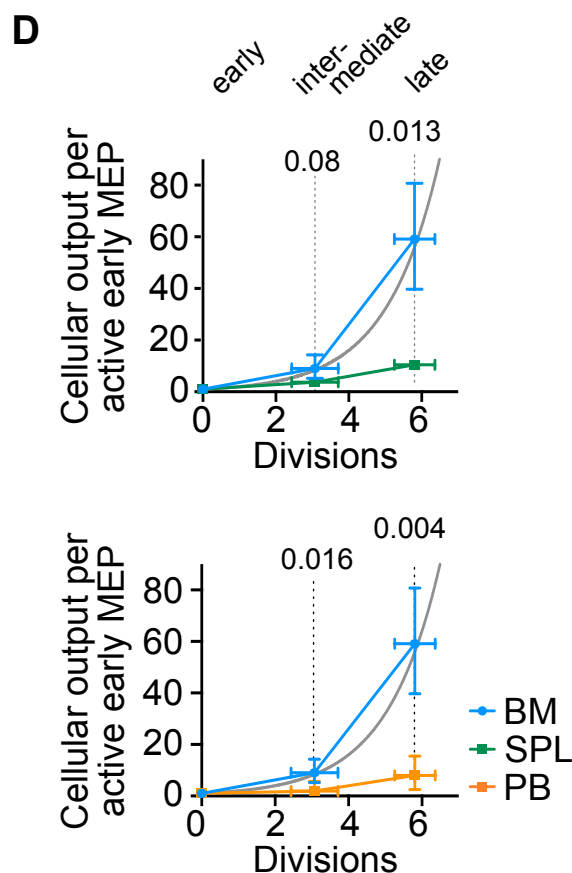 D
early
inter-
mediate
late
0.08
0.013
Cellular output per
active early MEP
80
60
40
20
0
0 2 4 6
Divisions
0.016
0.004
Cellular output per
active early MEP
80
60
40
20
0
0 2 4 6
Divisions
BM
SPL
PB